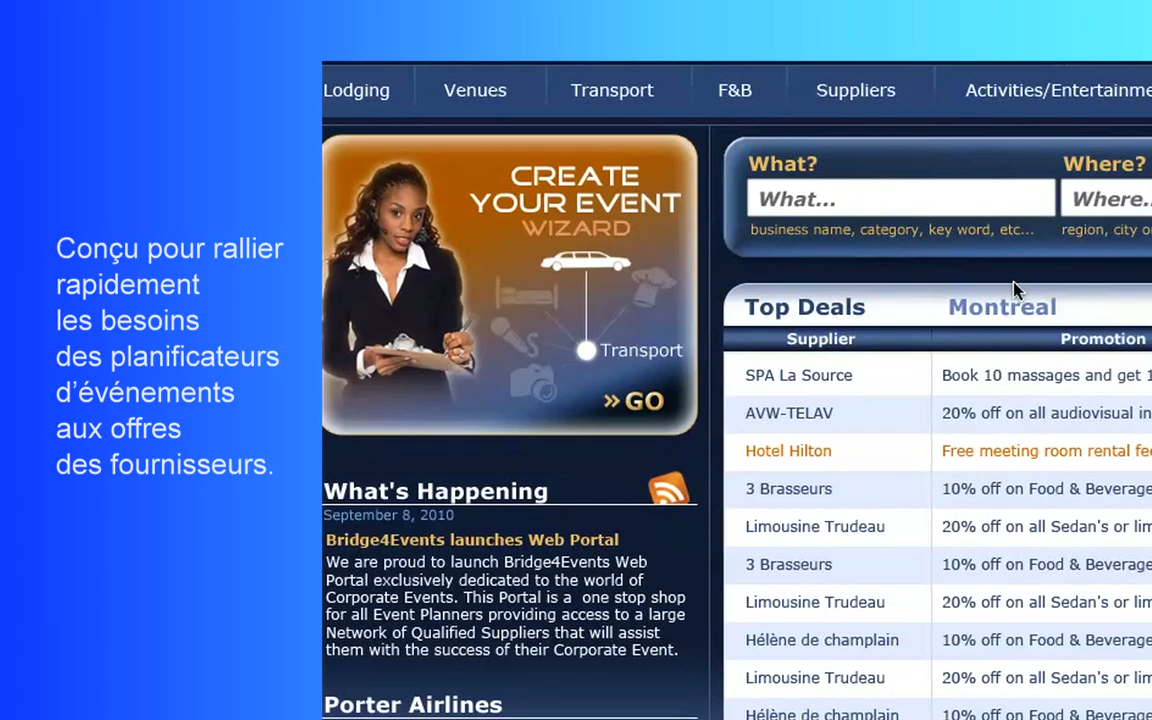 Lodging Venues Transport F&B Suppliers
Conçu pour rallier
rapidement
les besoins
des planificateurs
d’événements
aux offres
des fournisseurs.
CREATE
YOUR EVENT
WIZARD
Transport
» GO
What's Happening
September 8, 2010
Bridge4Events launches Web Portal
We are proud to launch Bridge4Events Web
Portal exclusively dedicated to the world of
Corporate Events. This Portal is a one stop shop
for all Event Planners providing access to a large
Network of Qualified Suppliers that will assist
them with the success of their Corporate Event.
Porter Airlines
What? Where?
What... Where..
business name, category, key word, etc... region, city
Top Deals Montreal
Supplier Promotion
SPA La Source Book 10 massages and get
AVW-TELAV 20% off on all audiovisual
Hotel Hilton Free meeting room rental
3 Brasseurs 10% off on Food & Beverage
Limousine Trudeau 20% off on all Sedan's or
3 Brasseurs 10% off on Food & Beverage
Limousine Trudeau 20% off on all Sedan's or
Hélène de champlain 10% off on Food & Beverage
Limousine Trudeau 20% off on all Sedan's or
Hélène de champlain 10% off on Food & Beverage